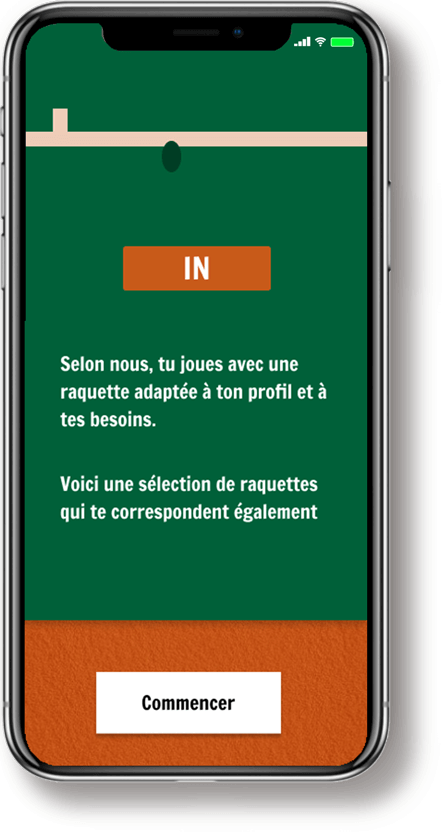 IN
Selon nous, tu joues avec une
raquette adaptée à ton profil et à
tes besoins.
Voici une sélection de raquettes
qui te correspondent également
Commencer